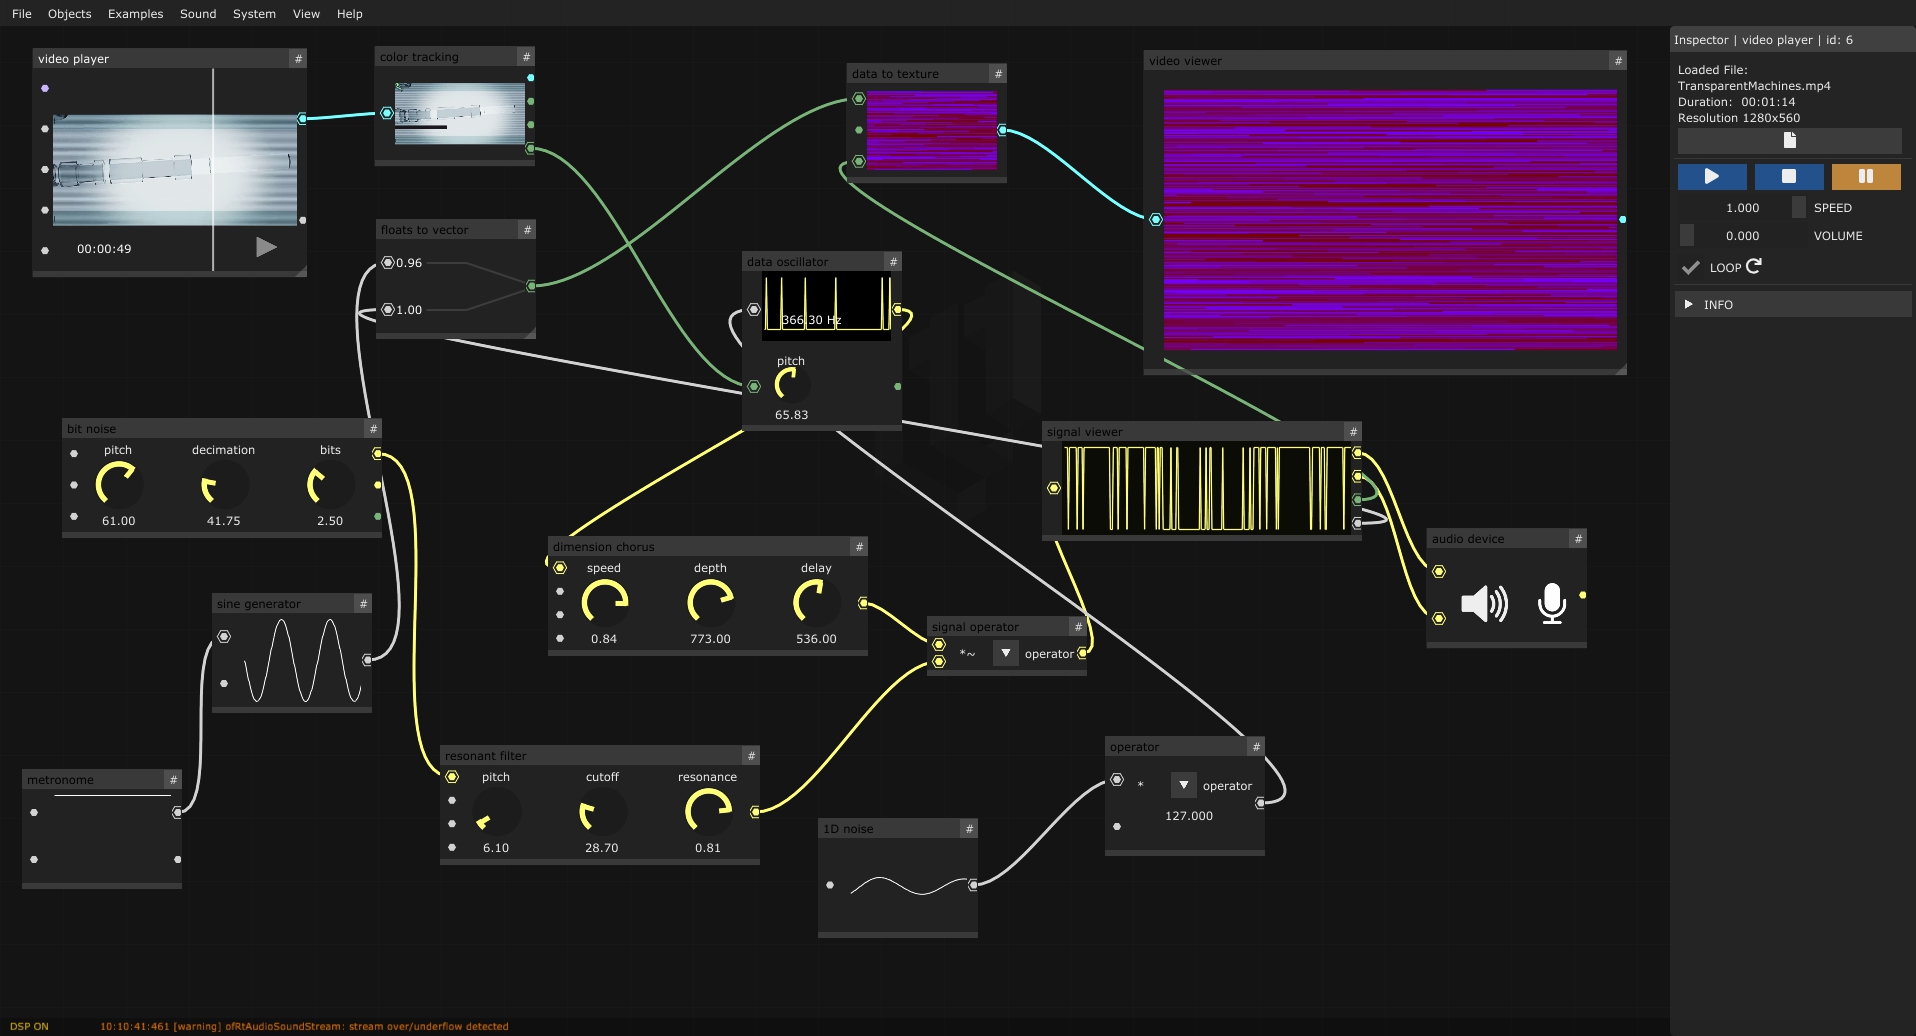 File Objects Examples Sound System View Help
video player #
00:00:49
color tracking #
floats to vector #
0.96
1.00
data to texture #
data oscillator #
366.30 Hz
pitch
65.83
video viewer #
Inspector | video player | id: 6
Loaded File:
TransparentMachines.mp4
Duration: 00:01:14
Resolution 1280x560
1.000 SPEED
0.000 VOLUME
LOOP
INFO
bit noise #
pitch decimation bits
61.00 41.75 2.50
signal viewer #
audio device #
dimension chorus #
speed depth delay
0.84 773.00 536.00
sine generator #
signal operator #
*~ operator
metronome #
resonant filter #
pitch cutoff resonance
6.10 28.70 0.81
operator #
* operator
127.000
1D noise #
DSP ON 10:10:41:461 [warning] ofRtAudioSoundStream: stream over/underflow detected